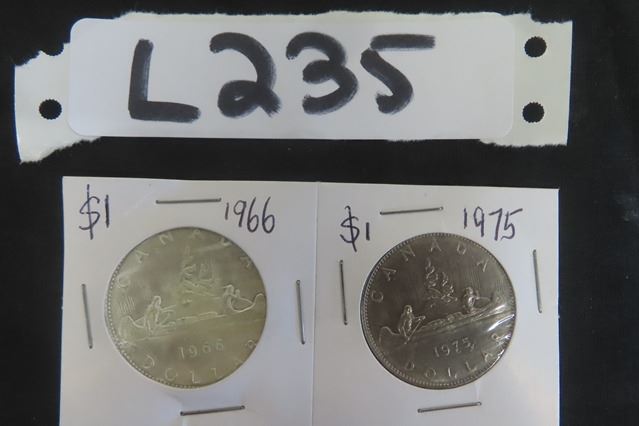 L235
$1 1966
CANADA
1966
DOLLAR
$1 1975
CANADA
1975
DOLLAR